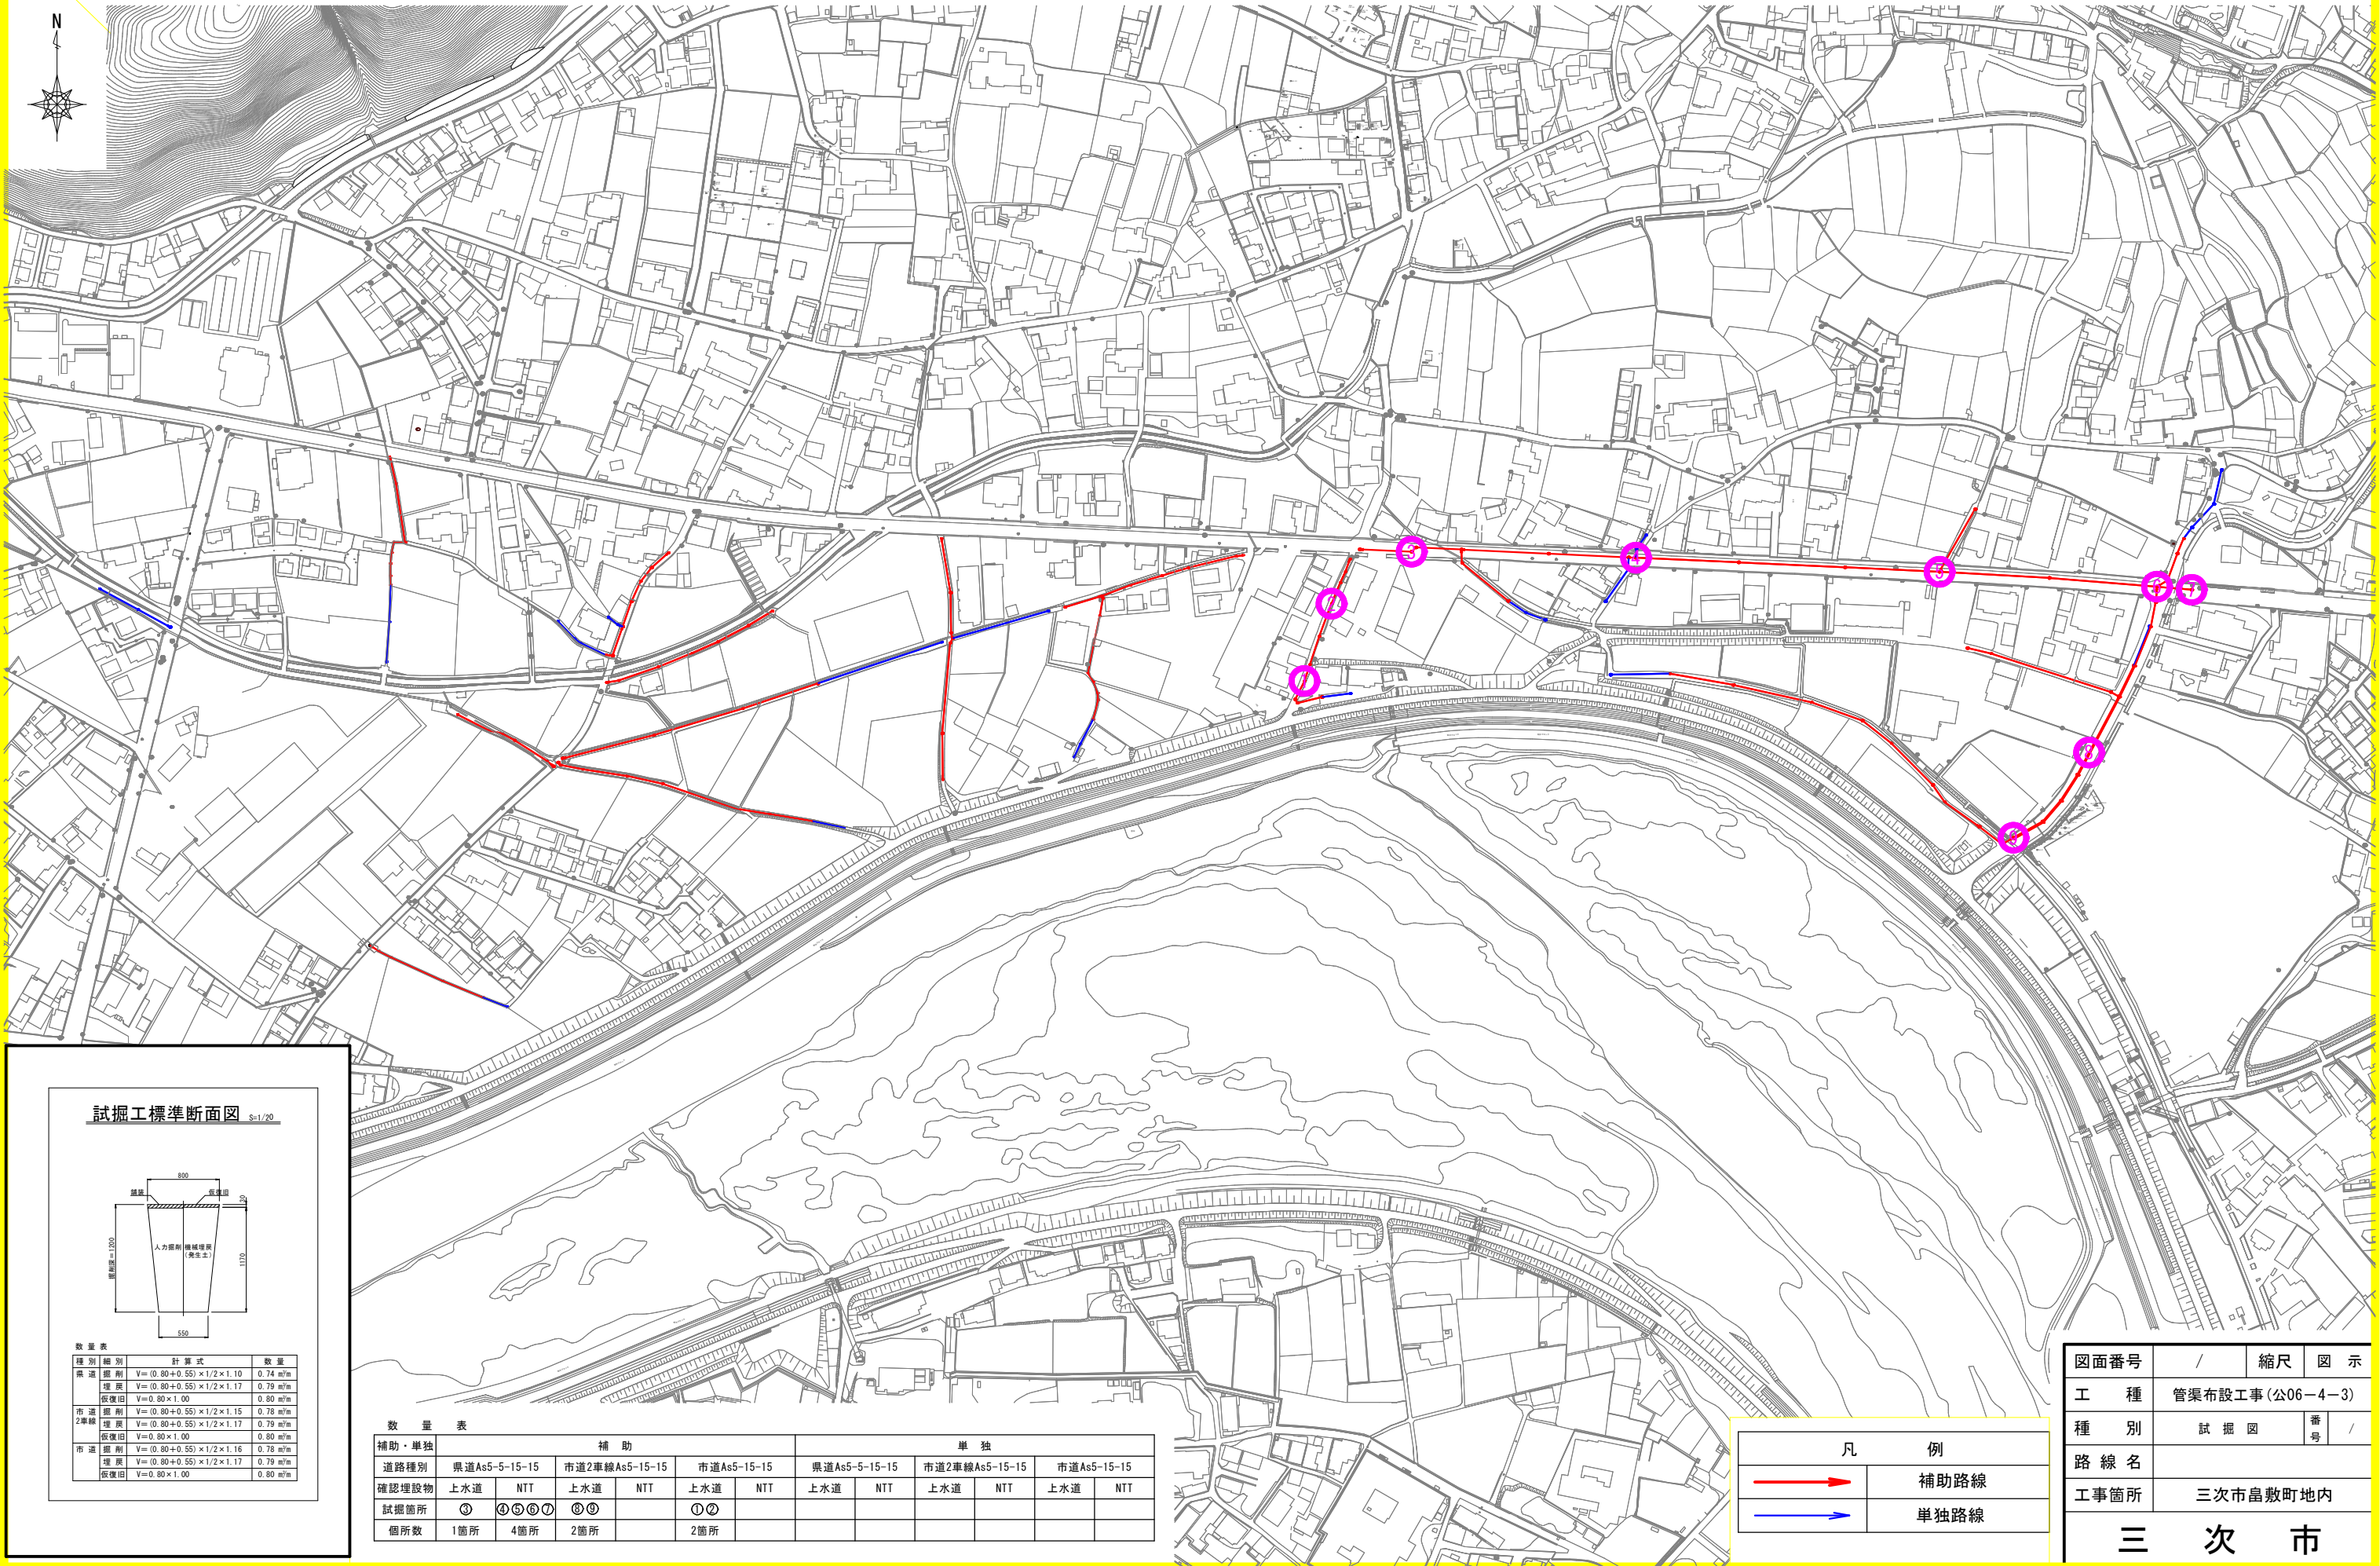 N
③
④
⑤
⑥
⑦
②
①
⑧
⑨
試掘工標準断面図 S=1/20
800
舗装
仮復旧
30
人力掘削
機械埋戻
(発生土)
掘削深=1200
1170
550
数量表
種別 細別 計算式 数量
県道 掘削 V=(0.80+0.55)×1/2×1.10 0.74 m³/m
埋戻 V=(0.80+0.55)×1/2×1.17 0.79 m³/m
仮復旧 V=0.80×1.00 0.80 m²/m
市道2車線 掘削 V=(0.80+0.55)×1/2×1.15 0.78 m³/m
埋戻 V=(0.80+0.55)×1/2×1.17 0.79 m³/m
仮復旧 V=0.80×1.00 0.80 m²/m
市道 掘削 V=(0.80+0.55)×1/2×1.16 0.78 m³/m
埋戻 V=(0.80+0.55)×1/2×1.17 0.79 m³/m
仮復旧 V=0.80×1.00 0.80 m²/m
数量表
補助・単独 補助 単独
道路種別 県道As5-5-15-15 市道2車線As5-15-15 市道As5-15-15 県道As5-5-15-15 市道2車線As5-15-15 市道As5-15-15
確認埋設物 上水道 NTT 上水道 NTT 上水道 NTT 上水道 NTT 上水道 NTT 上水道 NTT
試掘箇所 ③ ④⑤⑥⑦ ⑧⑨ ①②
個所数 1箇所 4箇所 2箇所 2箇所
凡例
補助路線
単独路線
図面番号 / 縮尺 図示
工種 管渠布設工事(公06-4-3)
種別 試掘図 番号 /
路線名
工事箇所 三次市畠敷町地内
三次市